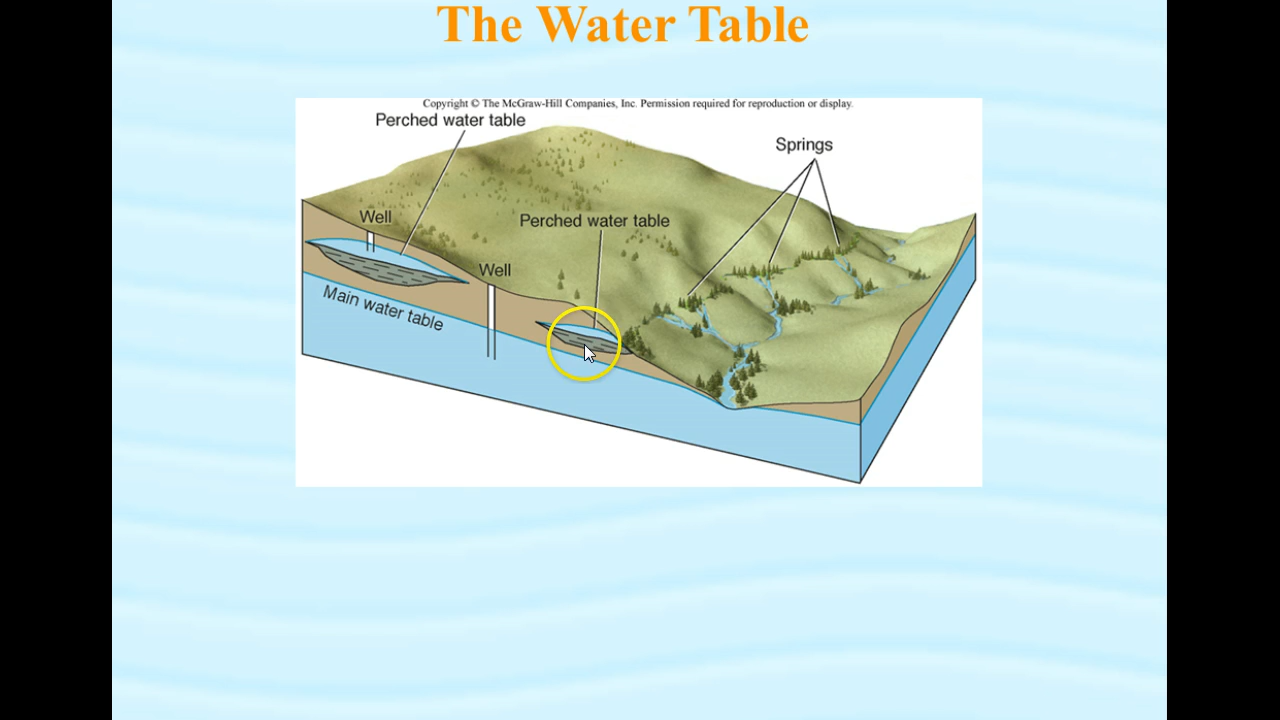 The Water Table
Copyright © The McGraw-Hill Companies, Inc. Permission required for reproduction or display.
Perched water table
Springs
Well
Perched water table
Well
Main water table